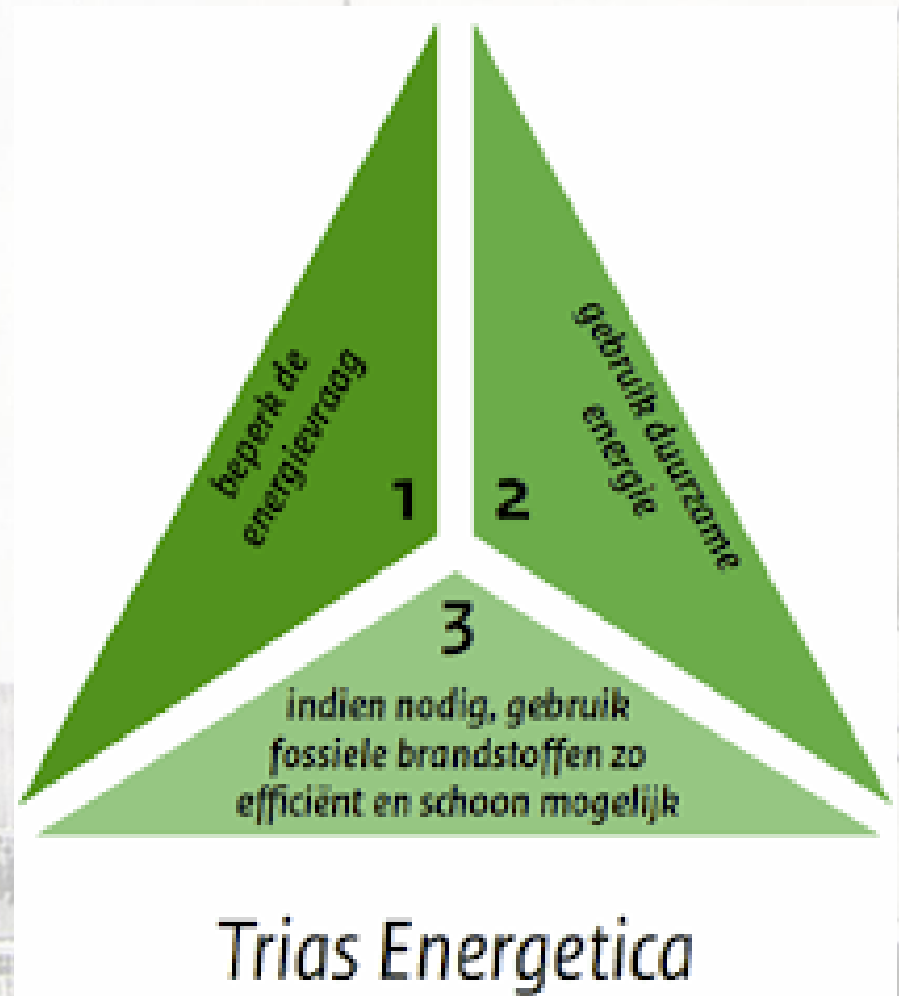 beperk de
energievraag
1
gebruik duurzame
energie
2
3
indien nodig, gebruik
fossiele brandstoffen zo
efficiënt en schoon mogelijk
Trias Energetica